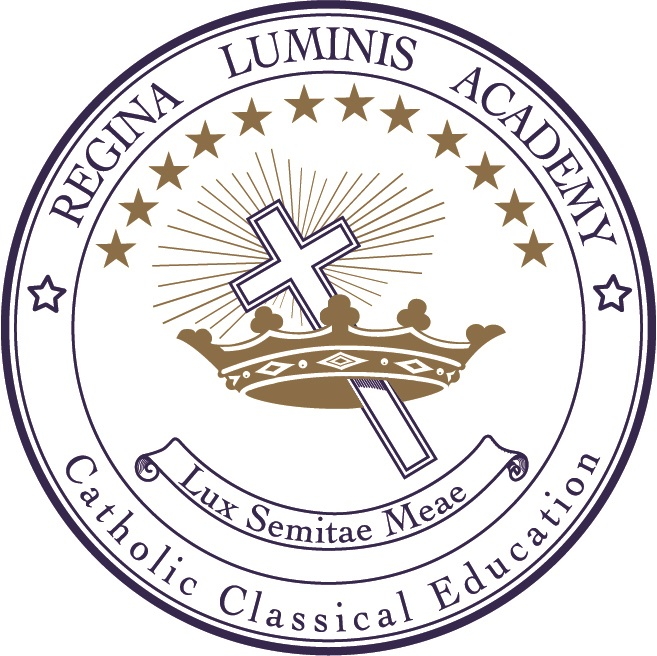 REGINA LUMINIS ACADEMY
Lux Semitae Meae
Catholic Classical Education